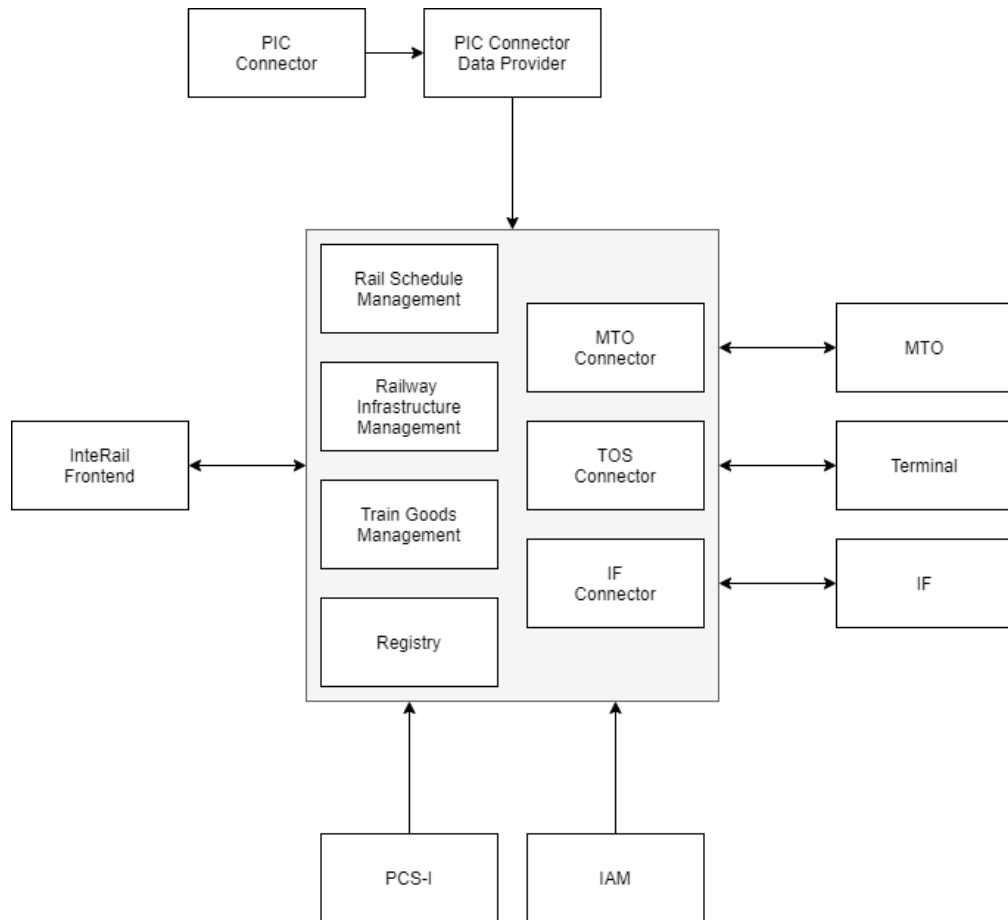 PIC
Connector
PIC Connector
Data Provider
Rail Schedule
Management
MTO
Connector
MTO
Railway
Infrastructure
Management
InteRail
Frontend
TOS
Connector
Terminal
Train Goods
Management
IF
Connector
IF
Registry
PCS-I
IAM